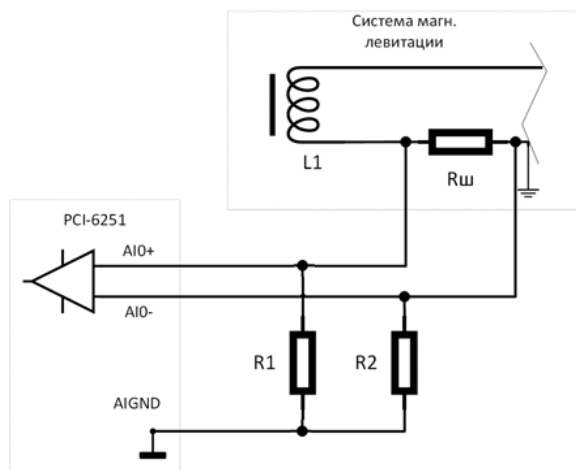 Система магн.
левитации
L1
Rш
PCI-6251
AI0+
AI0-
R1
R2
AIGND